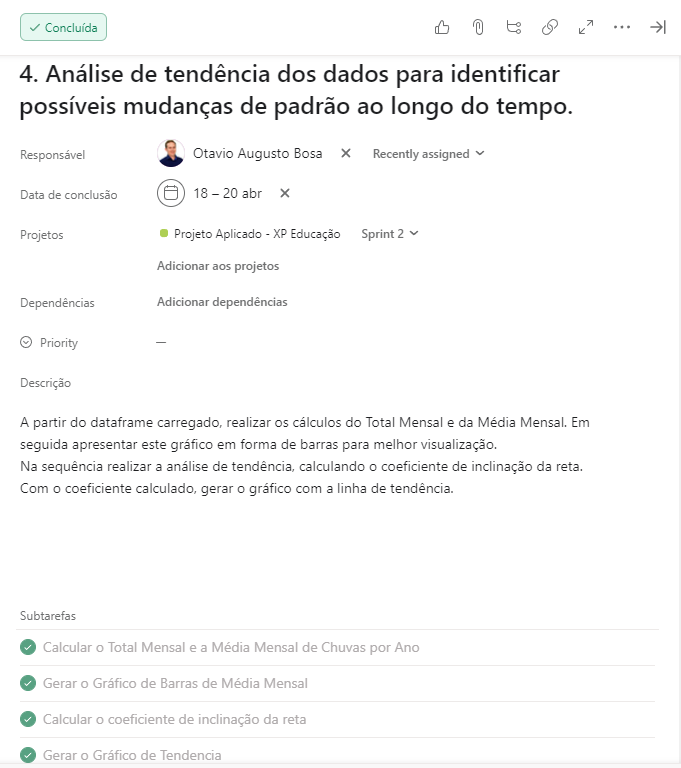 Concluída
4. Análise de tendência dos dados para identificar
possíveis mudanças de padrão ao longo do tempo.
Responsável Otavio Augusto Bosa Recently assigned
Data de conclusão 18 – 20 abr
Projetos Projeto Aplicado - XP Educação Sprint 2
Adicionar aos projetos
Dependências Adicionar dependências
Priority —
Descrição
A partir do dataframe carregado, realizar os cálculos do Total Mensal e da Média Mensal. Em
seguida apresentar este gráfico em forma de barras para melhor visualização.
Na sequência realizar a análise de tendência, calculando o coeficiente de inclinação da reta.
Com o coeficiente calculado, gerar o gráfico com a linha de tendência.
Subtarefas
Calcular o Total Mensal e a Média Mensal de Chuvas por Ano
Gerar o Gráfico de Barras de Média Mensal
Calcular o coeficiente de inclinação da reta
Gerar o Gráfico de Tendencia